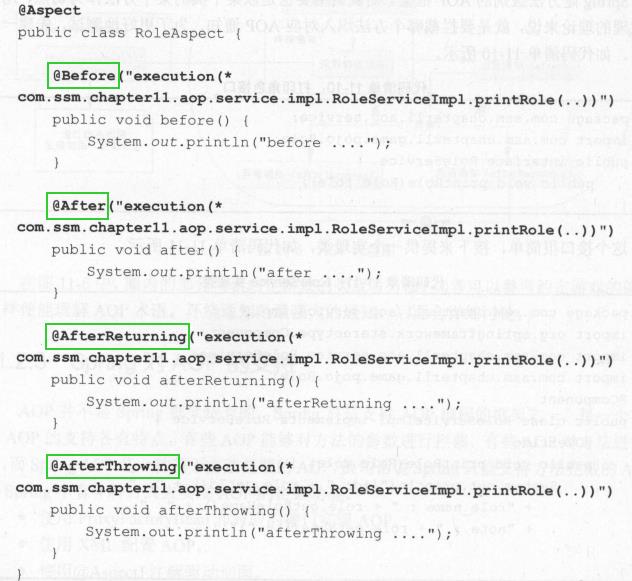 @Aspect
public class RoleAspect {
@Before("execution(*
com.ssm.chapter11.aop.service.impl.RoleServiceImpl.printRole(..))")
public void before() {
System.out.println("before ....");
}
@After("execution(*
com.ssm.chapter11.aop.service.impl.RoleServiceImpl.printRole(..))")
public void after() {
System.out.println("after ....");
}
@AfterReturning("execution(*
com.ssm.chapter11.aop.service.impl.RoleServiceImpl.printRole(..))")
public void afterReturning() {
System.out.println("afterReturning ....");
}
@AfterThrowing("execution(*
com.ssm.chapter11.aop.service.impl.RoleServiceImpl.printRole(..))")
public void afterThrowing() {
System.out.println("afterThrowing ....");
}
}